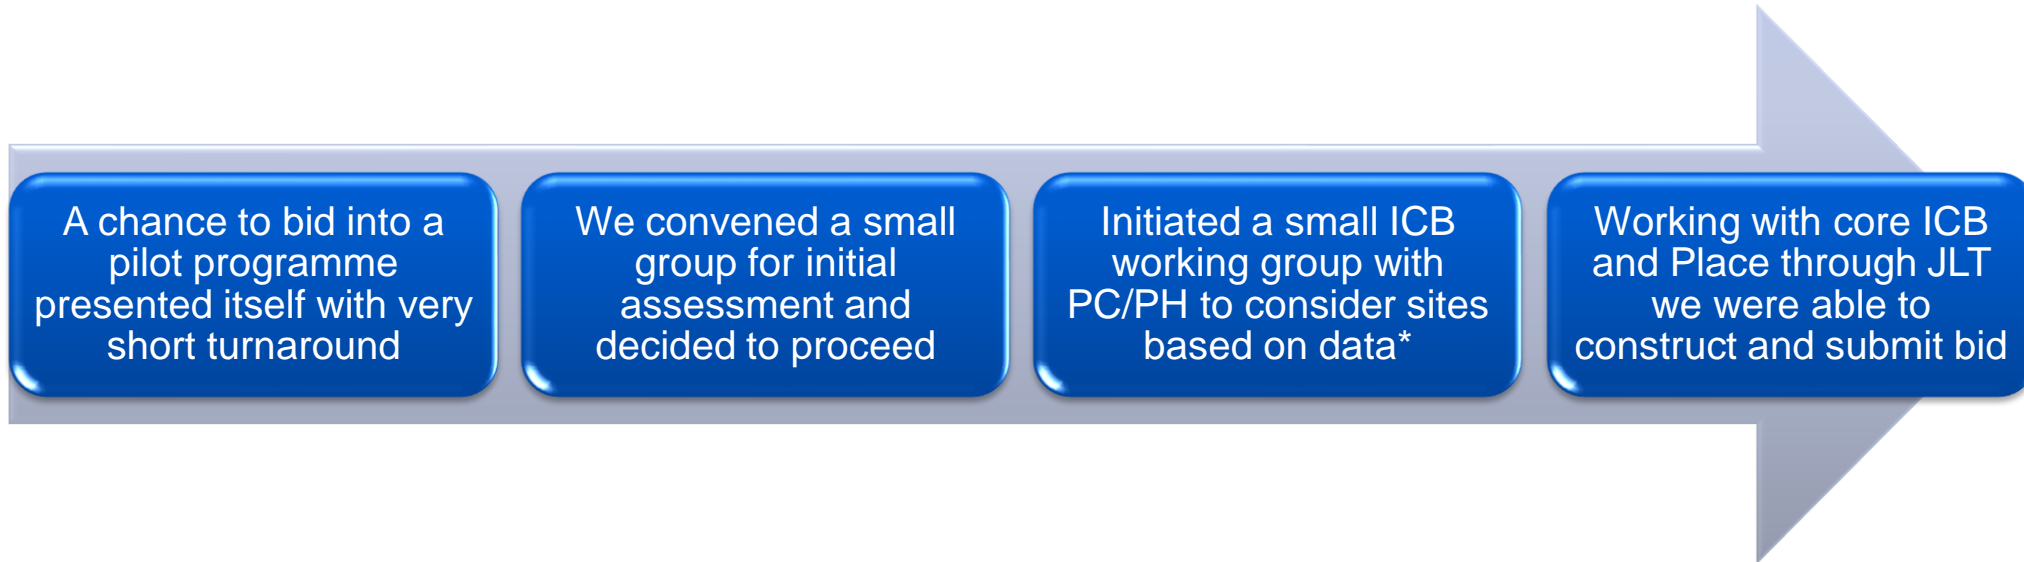 A chance to bid into a
pilot programme
presented itself with very
short turnaround
We convened a small
group for initial
assessment and
decided to proceed
Initiated a small ICB
working group with
PC/PH to consider sites
based on data*
Working with core ICB
and Place through JLT
we were able to
construct and submit bid